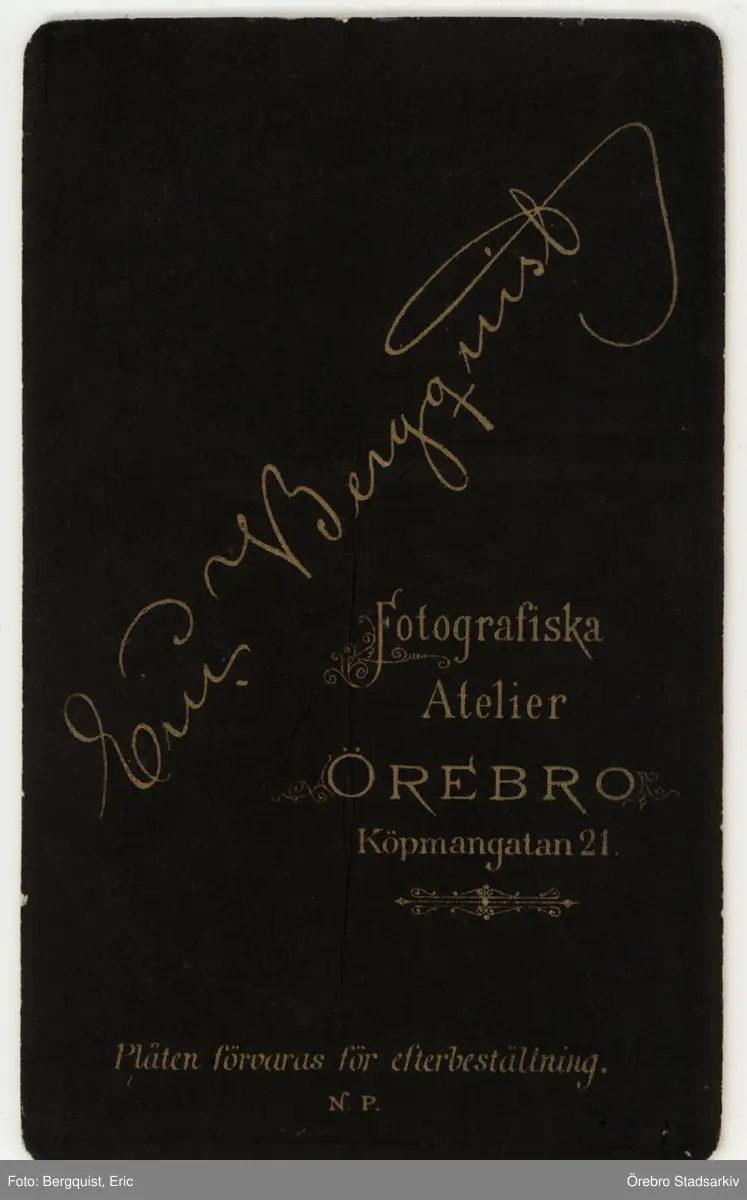 Eric Bergquist
Fotografiska
Atelier
ÖREBRO
Köpmangatan 21.
Plåten förvaras för efterbeställning.
N. P.
Foto: Bergquist, Eric
Örebro Stadsarkiv